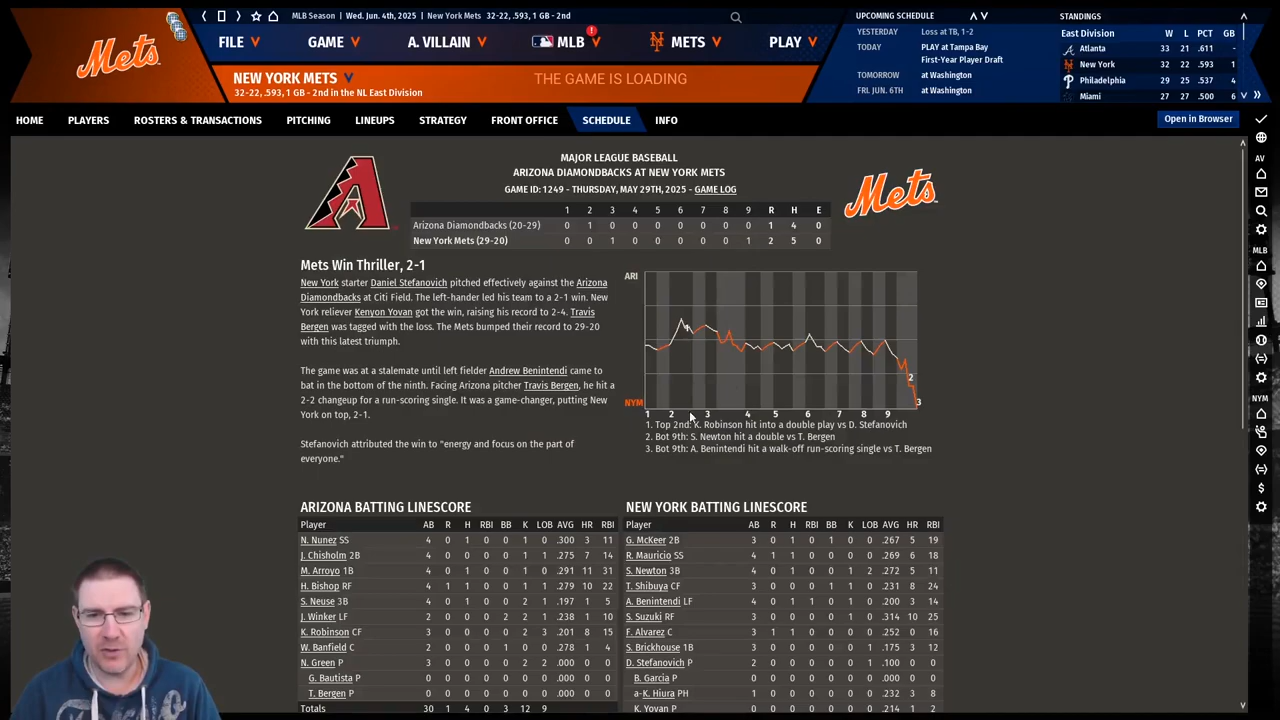 MLB Season | Wed. Jun. 4th, 2025 | New York Mets 32-22, .593, 1 GB - 2nd
FILE GAME A. VILLAIN MLB ! METS PLAY
Mets
NEW YORK METS
32-22, .593, 1 GB - 2nd in the NL East Division
THE GAME IS LOADING
UPCOMING SCHEDULE
YESTERDAY Loss at TB, 1-2
TODAY PLAY at Tampa Bay
First-Year Player Draft
TOMORROW at Washington
FRI. JUN. 6TH at Washington
STANDINGS
East Division W L PCT GB
Atlanta 33 21 .611 -
New York 32 22 .593 1
Philadelphia 29 25 .537 4
Miami 27 27 .500 6
HOME PLAYERS ROSTERS & TRANSACTIONS PITCHING LINEUPS STRATEGY FRONT OFFICE SCHEDULE INFO Open in Browser
MAJOR LEAGUE BASEBALL
ARIZONA DIAMONDBACKS AT NEW YORK METS
GAME ID: 1249 - THURSDAY, MAY 29TH, 2025 - GAME LOG
Mets
1 2 3 4 5 6 7 8 9 R H E
Arizona Diamondbacks (20-29) 0 1 0 0 0 0 0 0 0 1 4 0
New York Mets (29-20) 0 0 1 0 0 0 0 0 1 2 5 0
Mets Win Thriller, 2-1
New York starter Daniel Stefanovich pitched effectively against the Arizona
Diamondbacks at Citi Field. The left-hander led his team to a 2-1 win. New
York reliever Kenyon Yovan got the win, raising his record to 2-4. Travis
Bergen was tagged with the loss. The Mets bumped their record to 29-20
with this latest triumph.
The game was at a stalemate until left fielder Andrew Benintendi came to
bat in the bottom of the ninth. Facing Arizona pitcher Travis Bergen, he hit a
2-2 changeup for a run-scoring single. It was a game-changer, putting New
York on top, 2-1.
Stefanovich attributed the win to "energy and focus on the part of
everyone."
ARI
1
2
NYM 3
1 2 3 4 5 6 7 8 9
1. Top 2nd: K. Robinson hit into a double play vs D. Stefanovich
2. Bot 9th: S. Newton hit a double vs T. Bergen
3. Bot 9th: A. Benintendi hit a walk-off run-scoring single vs T. Bergen
ARIZONA BATTING LINESCORE
Player AB R H RBI BB K LOB AVG HR RBI
N. Nunez SS 4 0 1 0 0 1 0 .300 3 11
J. Chisholm 2B 4 0 0 0 0 1 1 .275 7 14
M. Arroyo 1B 4 0 1 0 0 1 0 .291 11 31
H. Bishop RF 4 1 1 0 0 1 1 .279 10 22
S. Neuse 3B 4 0 1 0 0 2 1 .197 1 5
J. Winker LF 2 0 0 0 2 2 1 .238 1 10
K. Robinson CF 3 0 0 0 0 2 3 .201 8 15
W. Banfield C 2 0 0 0 1 0 0 .278 1 4
N. Green P 3 0 0 0 0 2 2 .000 0 0
G. Bautista P 0 0 0 0 0 0 0 .000 0 0
T. Bergen P 0 0 0 0 0 0 0 .000 0 0
Totals 30 1 4 0 3 12 9
NEW YORK BATTING LINESCORE
Player AB R H RBI BB K LOB AVG HR RBI
G. McKeer 2B 3 0 0 0 1 0 0 .267 5 19
R. Mauricio SS 4 1 1 0 0 1 0 .269 6 18
S. Newton 3B 4 0 1 0 0 1 2 .272 5 11
T. Shibuya CF 3 0 0 0 1 1 0 .231 8 24
A. Benintendi LF 4 0 1 1 0 1 0 .200 3 14
S. Suzuki RF 3 0 0 0 0 1 0 .314 10 25
F. Alvarez C 3 1 1 0 0 0 0 .252 0 16
S. Brickhouse 1B 3 0 0 0 0 0 1 .175 3 12
D. Stefanovich P 2 0 0 0 0 0 1 .100 0 0
B. Garcia P 0 0 0 0 0 0 0 .000 0 0
a-K. Hiura PH 1 0 0 0 0 0 0 .232 3 8
K. Yovan P 0 0 0 0 0 0 0 .214 1 2
AV
MLB
NYM